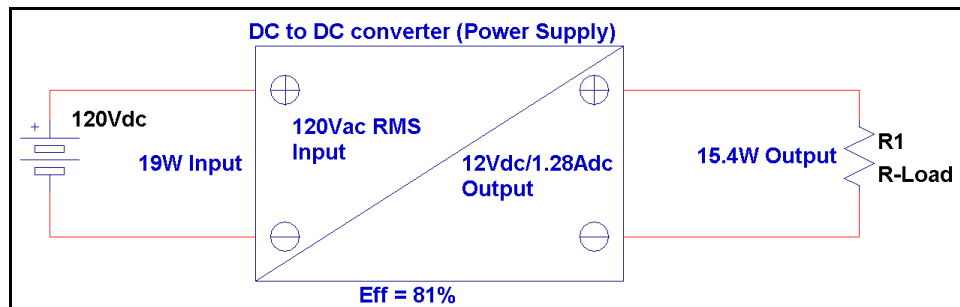 DC to DC converter (Power Supply)
+
120Vdc
19W Input
120Vac RMS
Input
12Vdc/1.28Adc
Output
15.4W Output
R1
R-Load
Eff = 81%